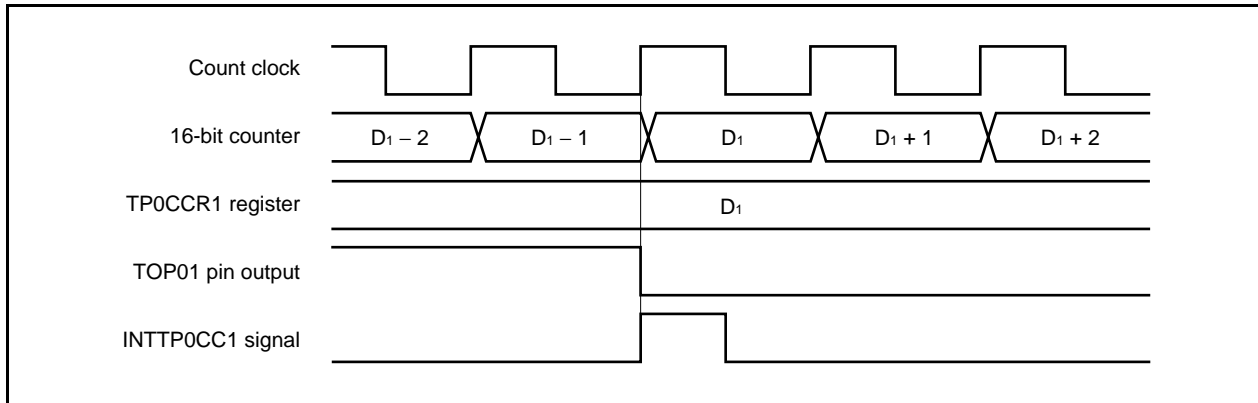 Count clock
16-bit counter
D₁ − 2 D₁ − 1 D₁ D₁ + 1 D₁ + 2
TP0CCR1 register
D₁
TOP01 pin output
INTTP0CC1 signal